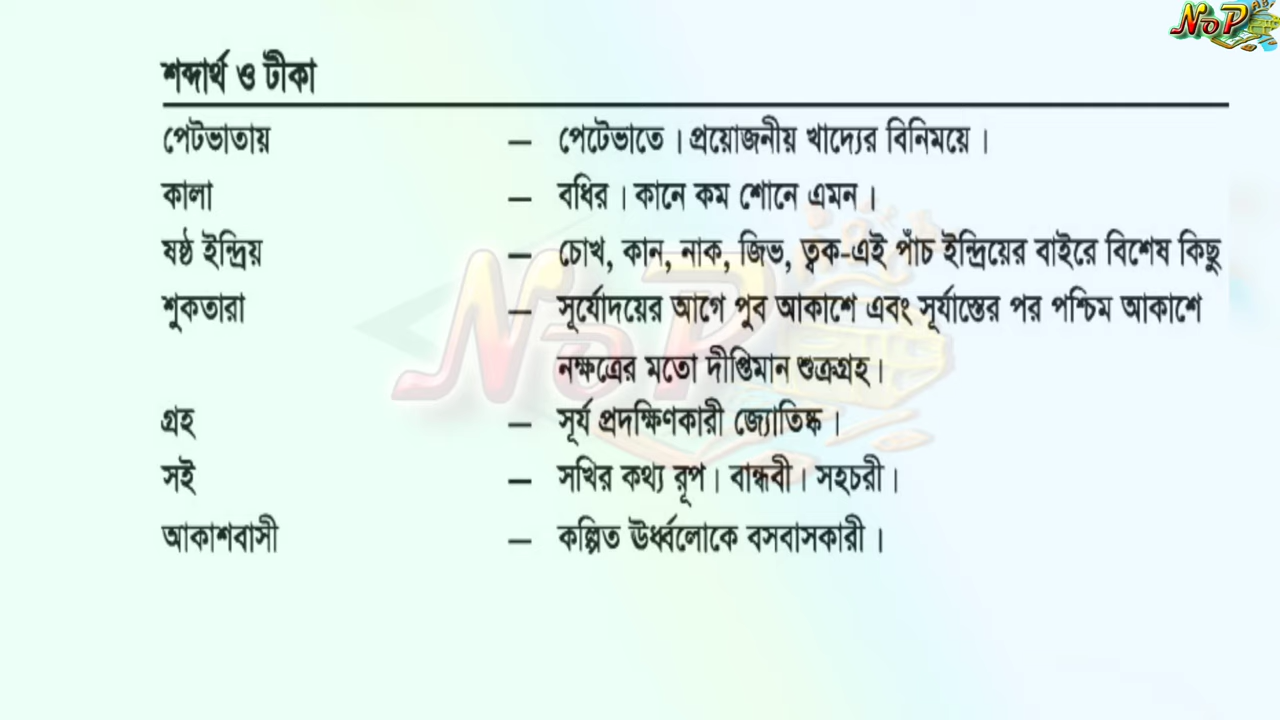 NoP
শব্দার্থ ও টীকা
পেটভাতায় – পেটেভাতে। প্রয়োজনীয় খাদ্যের বিনিময়ে।
কালা – বধির। কানে কম শোনে এমন।
ষষ্ঠ ইন্দ্রিয় – চোখ, কান, নাক, জিভ, ত্বক-এই পাঁচ ইন্দ্রিয়ের বাইরে বিশেষ কিছু
শুকতারা – সূর্যোদয়ের আগে পুব আকাশে এবং সূর্যাস্তের পর পশ্চিম আকাশে
নক্ষত্রের মতো দীপ্তিমান শুক্রগ্রহ।
গ্রহ – সূর্য প্রদক্ষিণকারী জ্যোতিষ্ক।
সই – সখির কথ্য রূপ। বান্ধবী। সহচরী।
আকাশবাসী – কল্পিত ঊর্ধ্বলোকে বসবাসকারী।